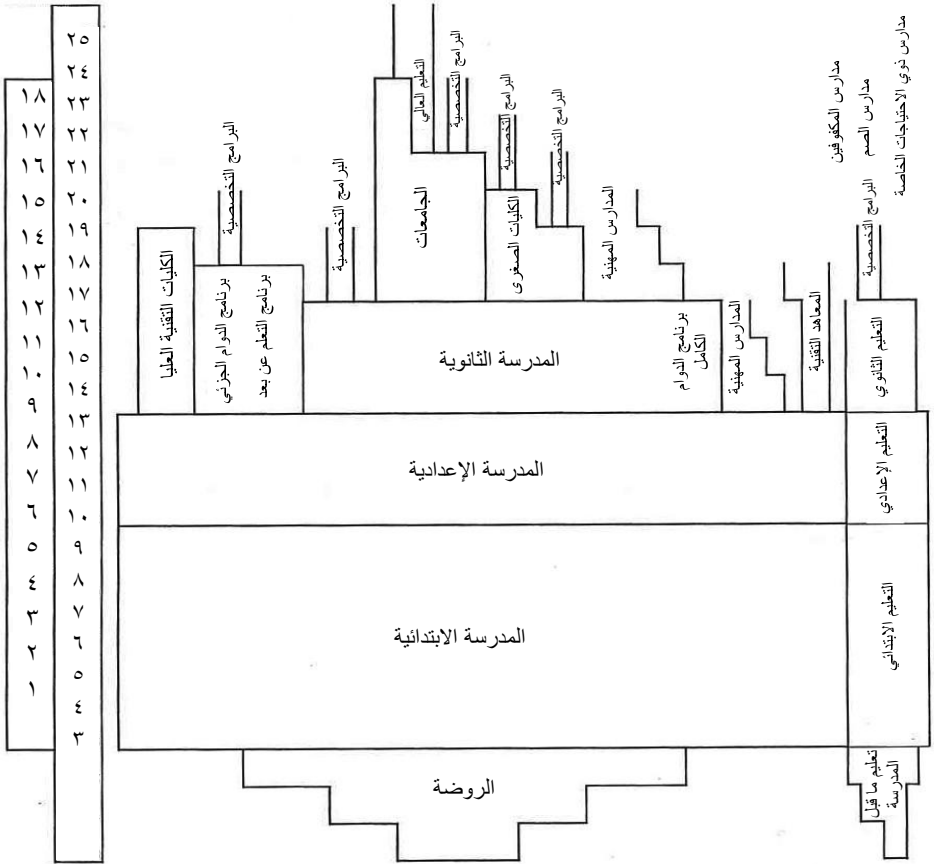 ٢٥
٢٤
٢٣
٢٢
٢١
٢٠
١٩
١٨
١٧
١٦
١٥
١٤
١٣
١٢
١١
١٠
٩
٨
٧
٦
٥
٤
٣
١٨
١٧
١٦
١٥
١٤
١٣
١٢
١١
١٠
٩
٨
٧
٦
٥
٤
٣
٢
١
مدارس ذوي الاحتياجات الخاصة
مدارس الصم
مدارس المكفوفين
البرامج التخصصية
التعليم العالي
البرامج التخصصية
البرامج التخصصية
البرامج التخصصية
البرامج التخصصية
البرامج التخصصية
الجامعات
الكليات الصغرى
المدارس المهنية
الكليات التقنية العليا
برنامج الدوام الجزئي
برنامج التعلم عن بعد
المدرسة الثانوية
برنامج الدوام
الكامل
المدارس المهنية
المعاهد التقنية
التعليم الثانوي
المدرسة الإعدادية
التعليم الإعدادي
المدرسة الابتدائية
التعليم الابتدائي
الروضة
تعليم ما قبل
المدرسة